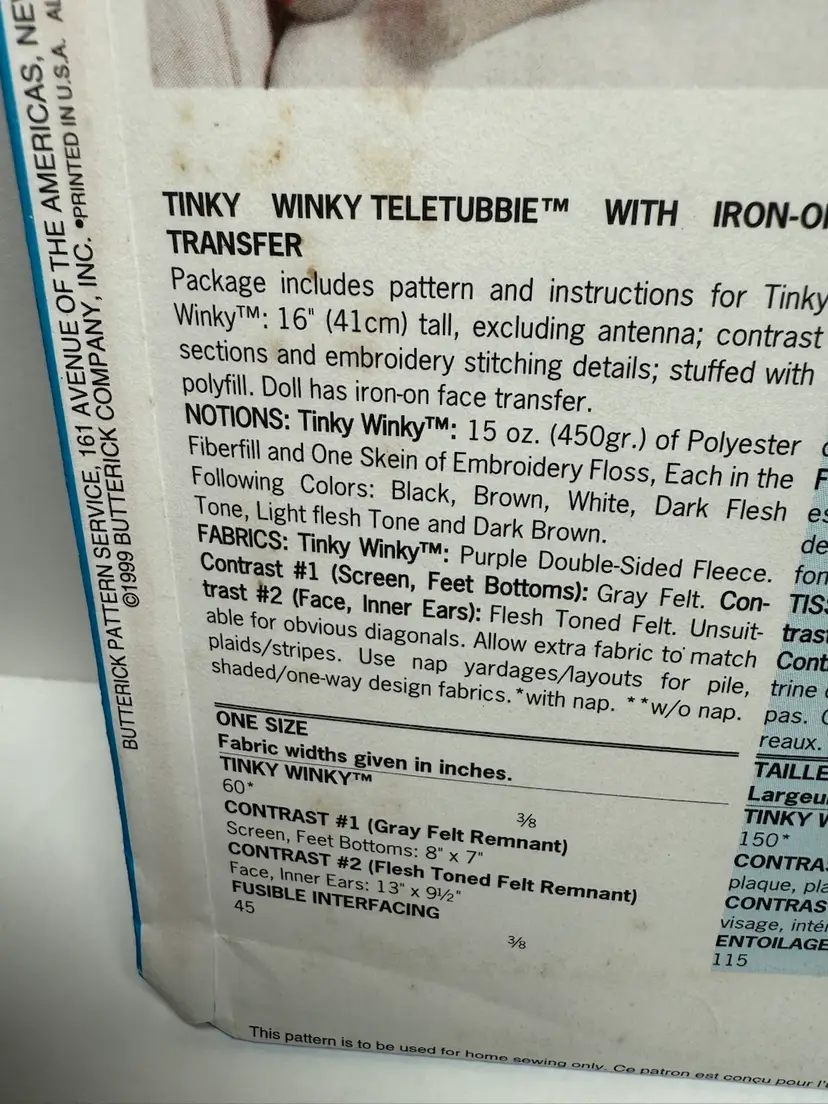 BUTTERICK PATTERN SERVICE, 161 AVENUE OF THE AMERICAS,
©1999 BUTTERICK COMPANY, INC. •PRINTED IN U.S.A.
TINKY WINKY TELETUBBIE™ WITH
TRANSFER
Package includes pattern and instructions for Tinky
Winky™: 16" (41cm) tall, excluding antenna; contrast
sections and embroidery stitching details; stuffed with
polyfill. Doll has iron-on face transfer.
NOTIONS: Tinky Winky™: 15 oz. (450gr.) of Polyester
Fiberfill and One Skein of Embroidery Floss, Each in the
Following Colors: Black, Brown, White, Dark Flesh
Tone, Light flesh Tone and Dark Brown.
FABRICS: Tinky Winky™: Purple Double-Sided Fleece.
Contrast #1 (Screen, Feet Bottoms): Gray Felt. Con-
trast #2 (Face, Inner Ears): Flesh Toned Felt. Unsuit-
able for obvious diagonals. Allow extra fabric to match
plaids/stripes. Use nap yardages/layouts for pile,
shaded/one-way design fabrics. *with nap. **w/o nap.
ONE SIZE
Fabric widths given in inches.
TINKY WINKY™
60* 3/8
CONTRAST #1 (Gray Felt Remnant)
Screen, Feet Bottoms: 8" x 7"
CONTRAST #2 (Flesh Toned Felt Remnant)
Face, Inner Ears: 13" x 9½"
FUSIBLE INTERFACING
45 3/8
pas.
reaux.
TAILLE
TINKY
150*
plaque,
visage,
ENTOILAGE
115
This pattern is to be used for home sewing only. Ce patron est conçu pour